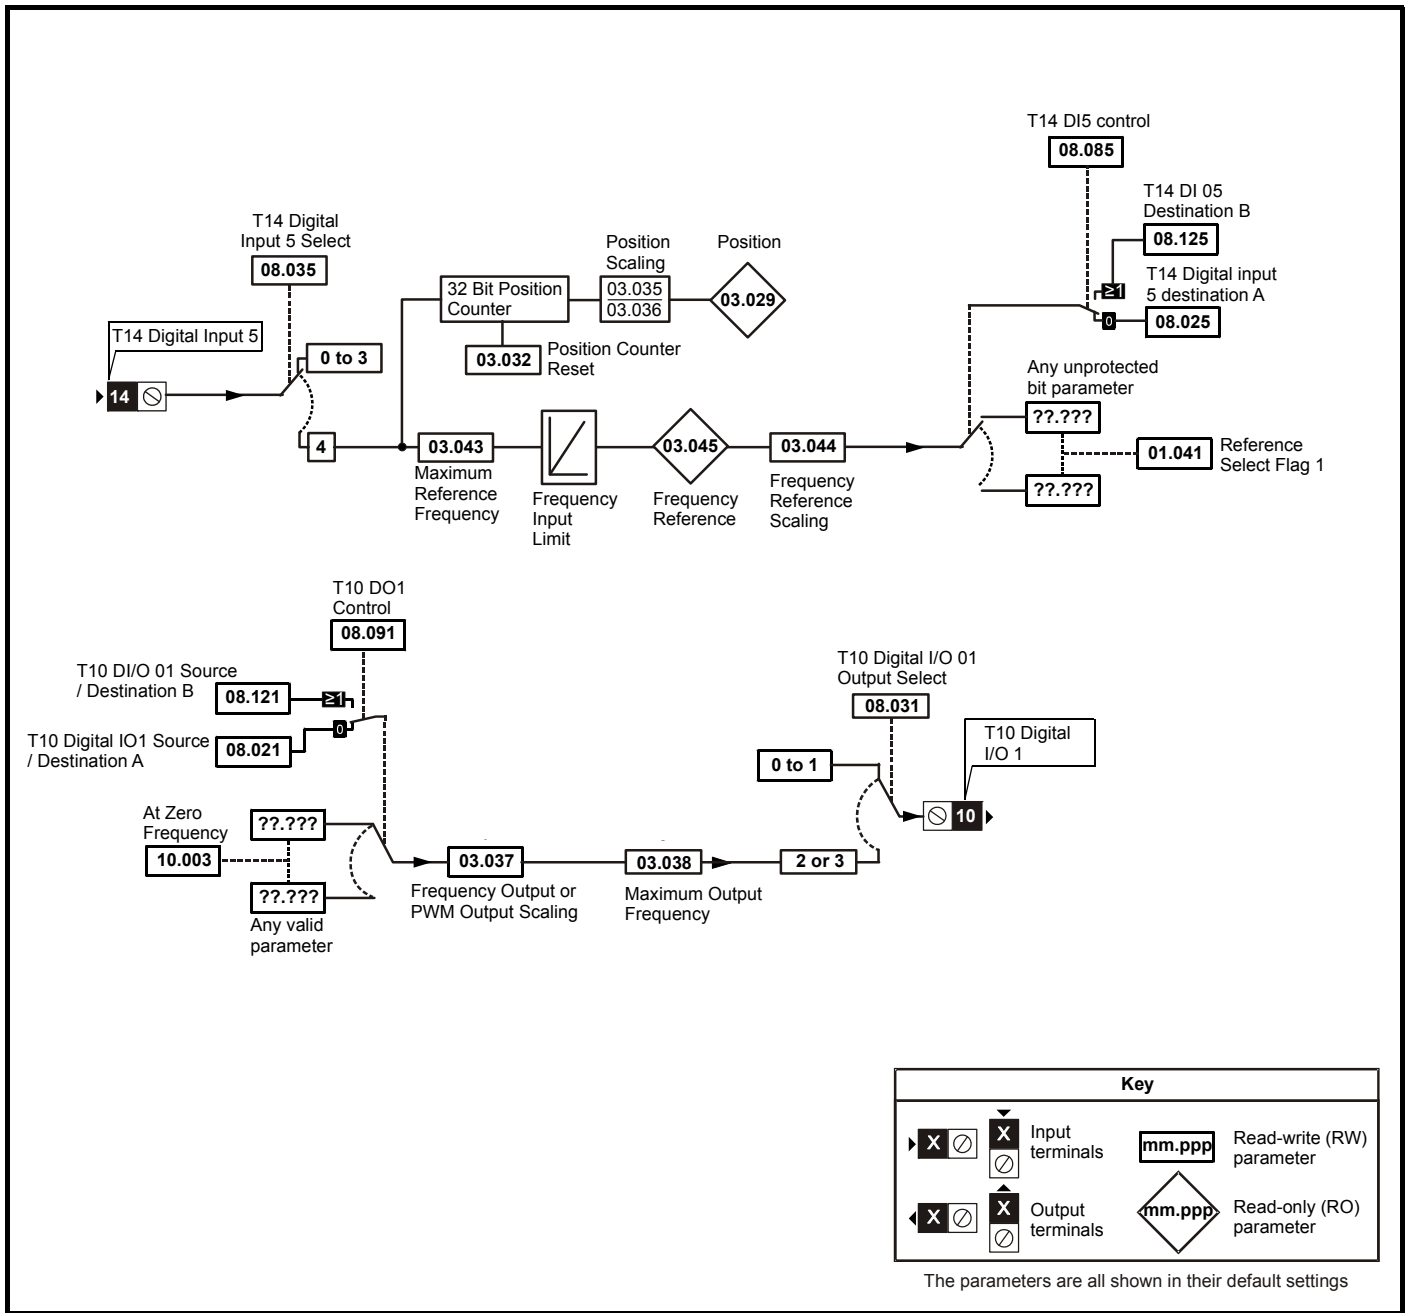 T14 DI5 control
08.085
T14 DI 05
Destination B
08.125
T14 Digital input
5 destination A
08.025
≥1
0
T14 Digital
Input 5 Select
08.035
T14 Digital Input 5
14
0 to 3
4
32 Bit Position
Counter
03.032
Position Counter
Reset
Position
Scaling
03.035
03.036
Position
03.029
03.043
Maximum
Reference
Frequency
Frequency
Input
Limit
03.045
Frequency
Reference
03.044
Frequency
Reference
Scaling
Any unprotected
bit parameter
??.???
??.???
01.041
Reference
Select Flag 1
T10 DO1
Control
08.091
T10 DI/O 01 Source
/ Destination B
08.121
≥1
T10 Digital IO1 Source
/ Destination A
08.021
0
At Zero
Frequency
10.003
??.???
??.???
Any valid
parameter
03.037
Frequency Output or
PWM Output Scaling
03.038
Maximum Output
Frequency
2 or 3
0 to 1
T10 Digital I/O 01
Output Select
08.031
T10 Digital
I/O 1
10
Key
X
X
Input
terminals
mm.ppp
Read-write (RW)
parameter
X
X
Output
terminals
mm.ppp
Read-only (RO)
parameter
The parameters are all shown in their default settings